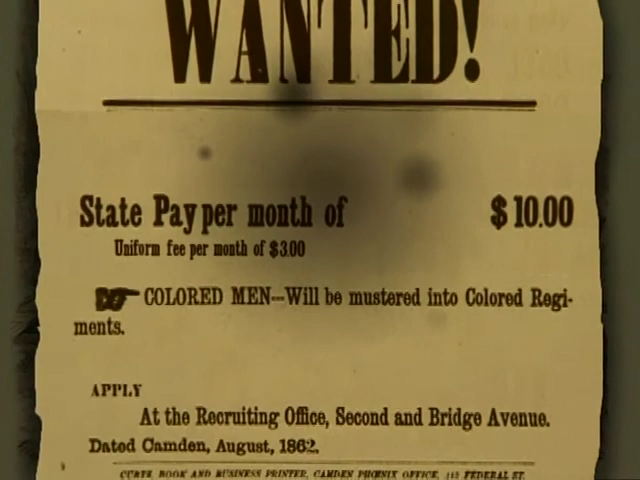 WANTED!
State Pay per month of $10.00
Uniform fee per month of $3.00
COLORED MEN--Will be mustered into Colored Regi-
ments.
APPLY
At the Recruiting Office, Second and Bridge Avenue.
Dated Camden, August, 1862.
BOOK AND BUSINESS PRINTER, CAMDEN PHOENIX OFFICE, FEDERAL ST.